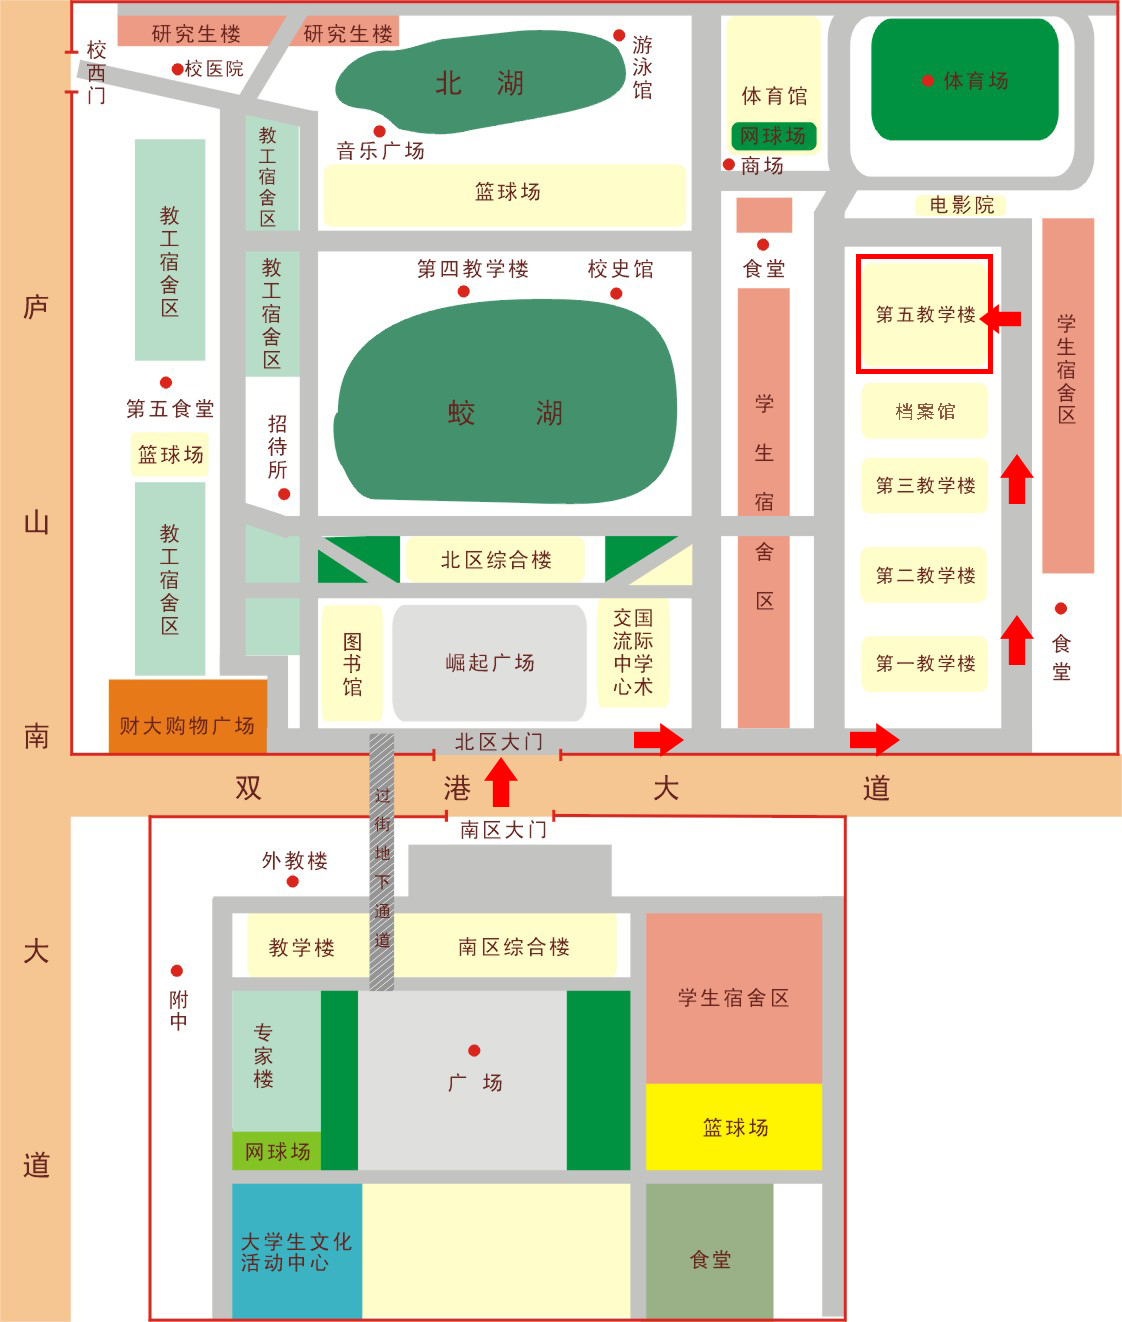 研究生楼
研究生楼
校西门
校医院
北 湖
游泳馆
音乐广场
篮球场
体育馆
网球场
商场
体育场
电影院
教工宿舍区
教工宿舍区
教工宿舍区
第四教学楼
校史馆
食堂
第五教学楼
学生宿舍区
庐山南大道
第五食堂
篮球场
招待所
蛟 湖
学生宿舍区
档案馆
第三教学楼
教工宿舍区
北区综合楼
第二教学楼
图书馆
崛起广场
国际学术
交流中心
第一教学楼
食堂
财大购物广场
北区大门
双港大道
过街地下通道
南区大门
外教楼
教学楼
南区综合楼
附中
学生宿舍区
专家楼
广 场
网球场
篮球场
大学生文化
活动中心
食堂